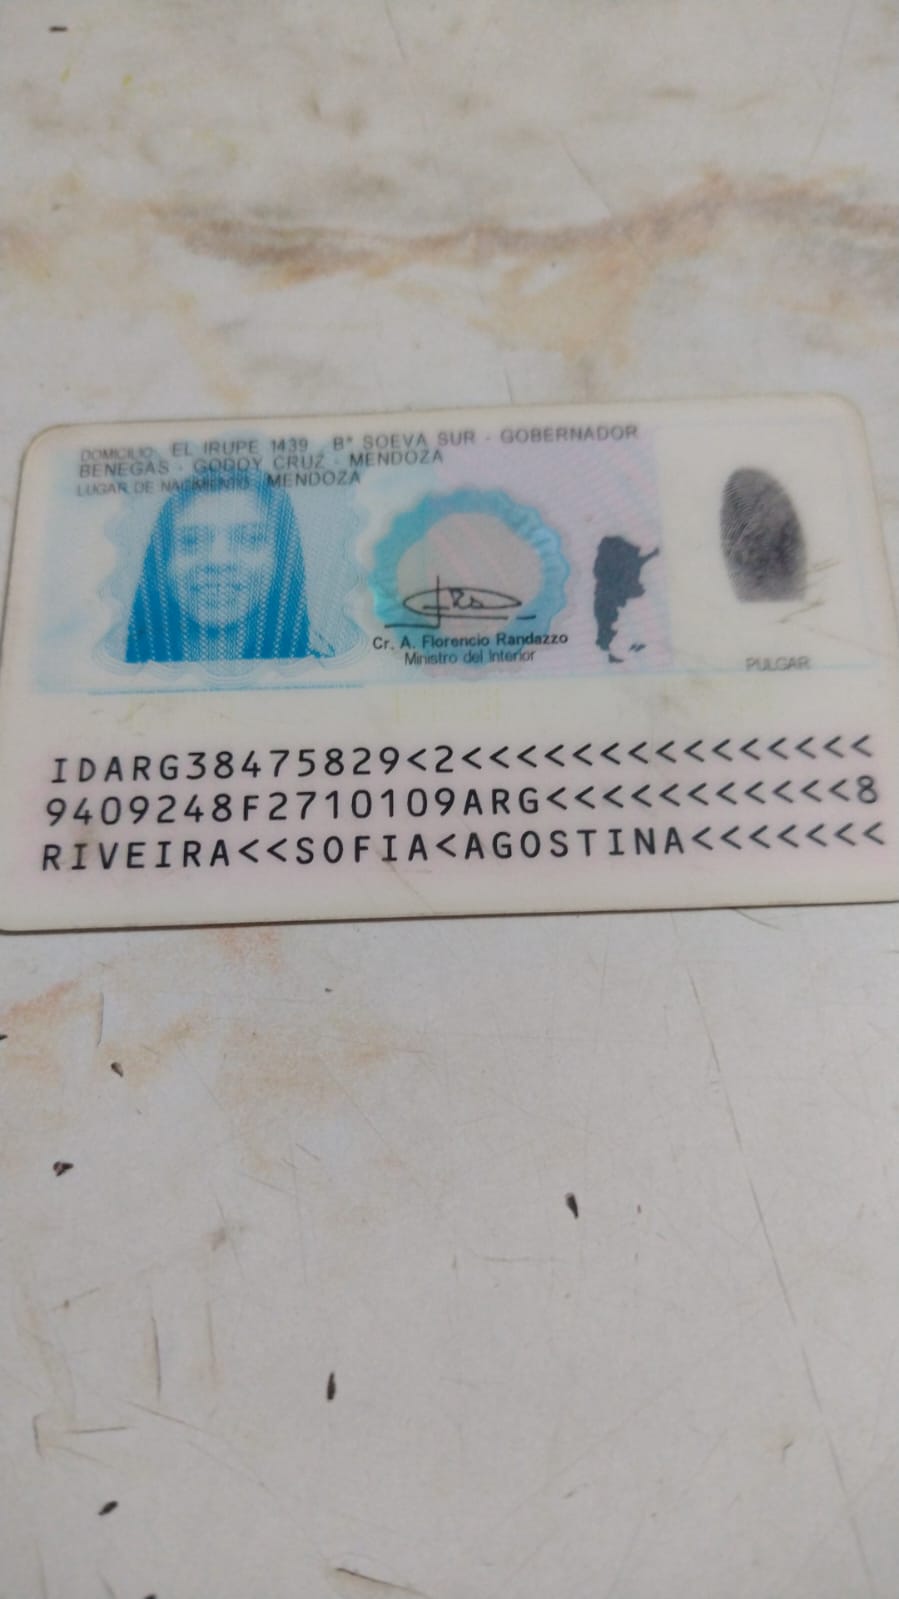 DOMICILIO: EL IRUPE 1439 Bº SOEVA SUR - GOBERNADOR
BENEGAS - GODOY CRUZ - MENDOZA
LUGAR DE NACIMIENTO: MENDOZA
Cr. A. Florencio Randazzo
Ministro del Interior
PULGAR
IDARG38475829<2<<<<<<<<<<<<<<<
9409248F2710109ARG<<<<<<<<<<<8
RIVEIRA<<SOFIA<AGOSTINA<<<<<<<